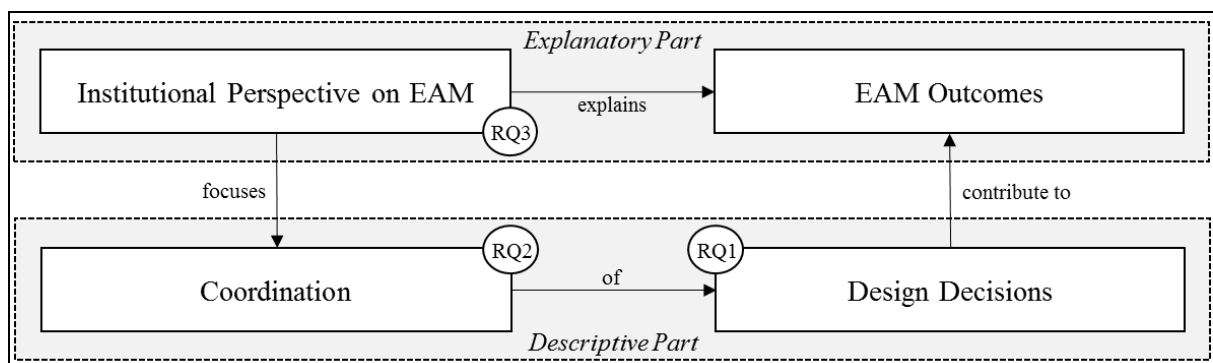 Explanatory Part
Institutional Perspective on EAM
explains
EAM Outcomes
RQ3
focuses
contribute to
RQ2
RQ1
Coordination
of
Design Decisions
Descriptive Part